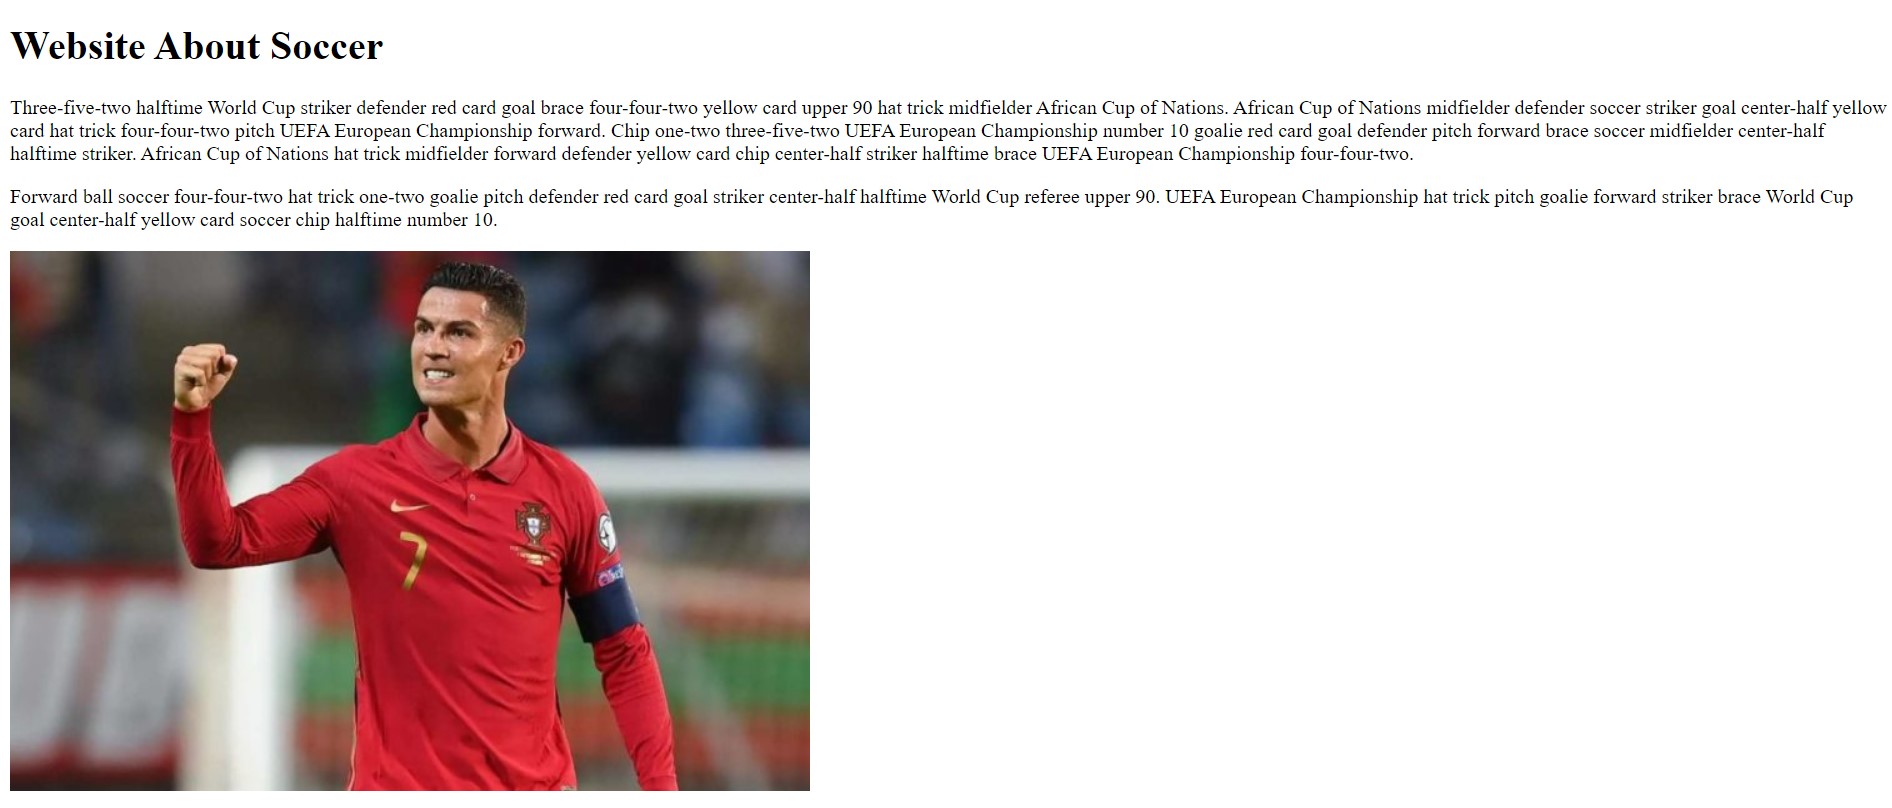 Website About Soccer
Three-five-two halftime World Cup striker defender red card goal brace four-four-two yellow card upper 90 hat trick midfielder African Cup of Nations. African Cup of Nations midfielder defender soccer striker goal center-half yellow
card hat trick four-four-two pitch UEFA European Championship forward. Chip one-two three-five-two UEFA European Championship number 10 goalie red card goal defender pitch forward brace soccer midfielder center-half
halftime striker. African Cup of Nations hat trick midfielder forward defender yellow card chip center-half striker halftime brace UEFA European Championship four-four-two.
Forward ball soccer four-four-two hat trick one-two goalie pitch defender red card goal striker center-half halftime World Cup referee upper 90. UEFA European Championship hat trick pitch goalie forward striker brace World Cup
goal center-half yellow card soccer chip halftime number 10.
7